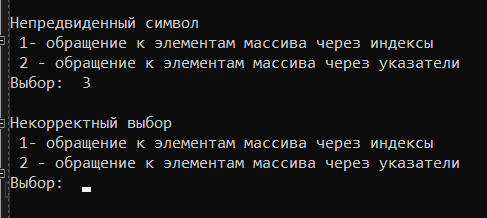 Непредвиденный символ
1- обращение к элементам массива через индексы
2 - обращение к элементам массива через указатели
Выбор:  3
Некорректный выбор
1- обращение к элементам массива через индексы
2 - обращение к элементам массива через указатели
Выбор: